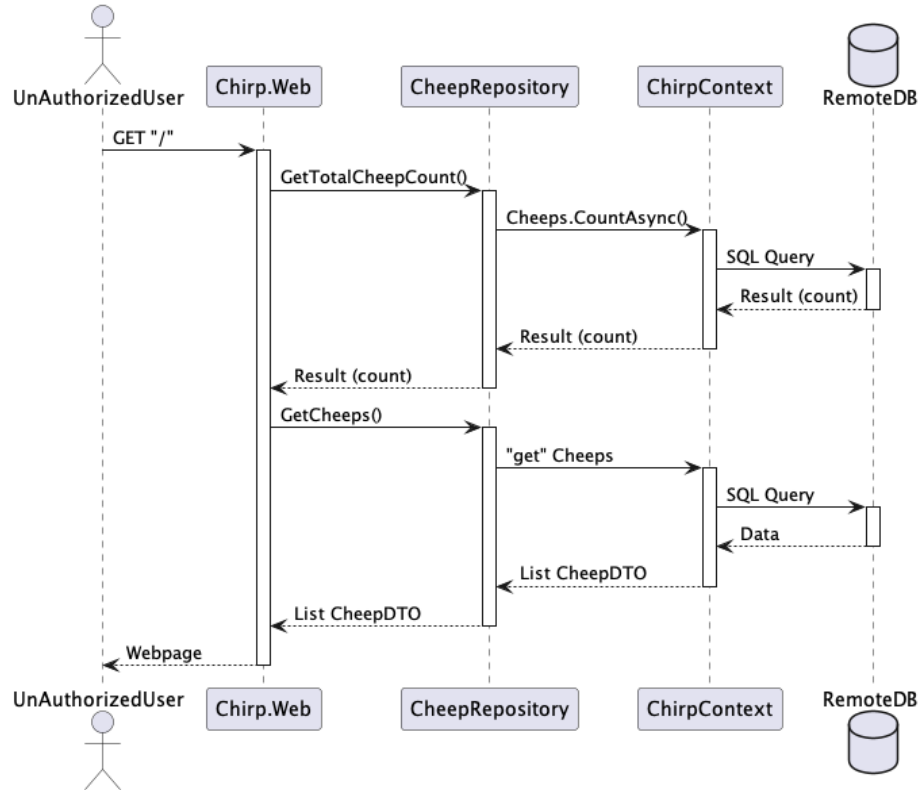 UnAuthorizedUser
Chirp.Web
CheepRepository
ChirpContext
RemoteDB
GET "/"
GetTotalCheepCount()
Cheeps.CountAsync()
SQL Query
Result (count)
Result (count)
Result (count)
GetCheeps()
"get" Cheeps
SQL Query
Data
List CheepDTO
List CheepDTO
Webpage
UnAuthorizedUser
Chirp.Web
CheepRepository
ChirpContext
RemoteDB